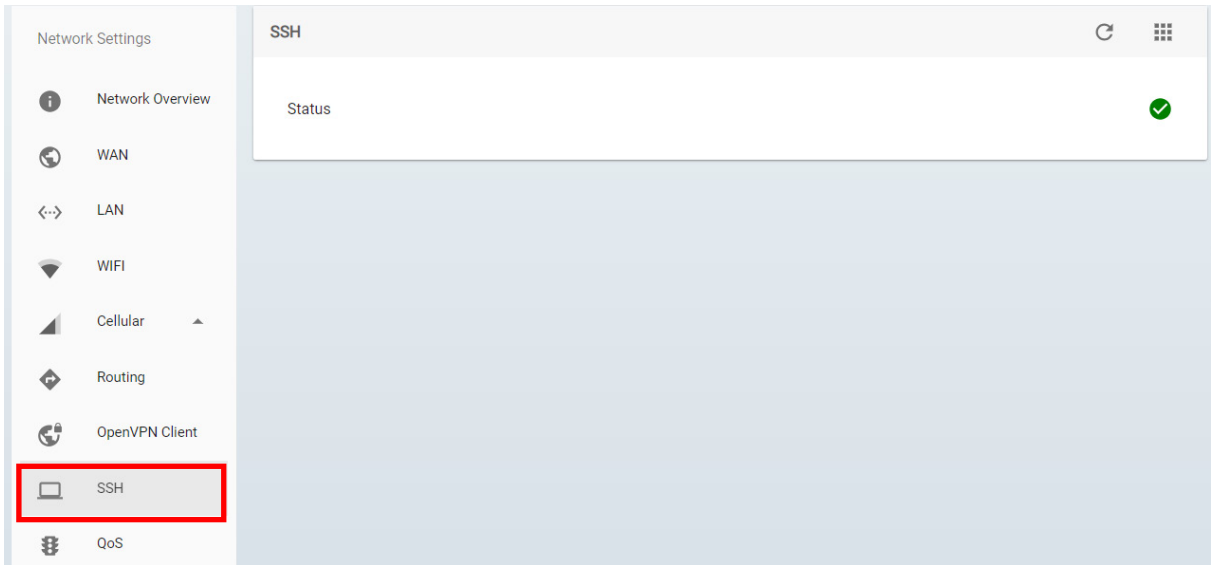 Network Settings
Network Overview
WAN
LAN
WIFI
Cellular
Routing
OpenVPN Client
SSH
QoS
SSH
Status